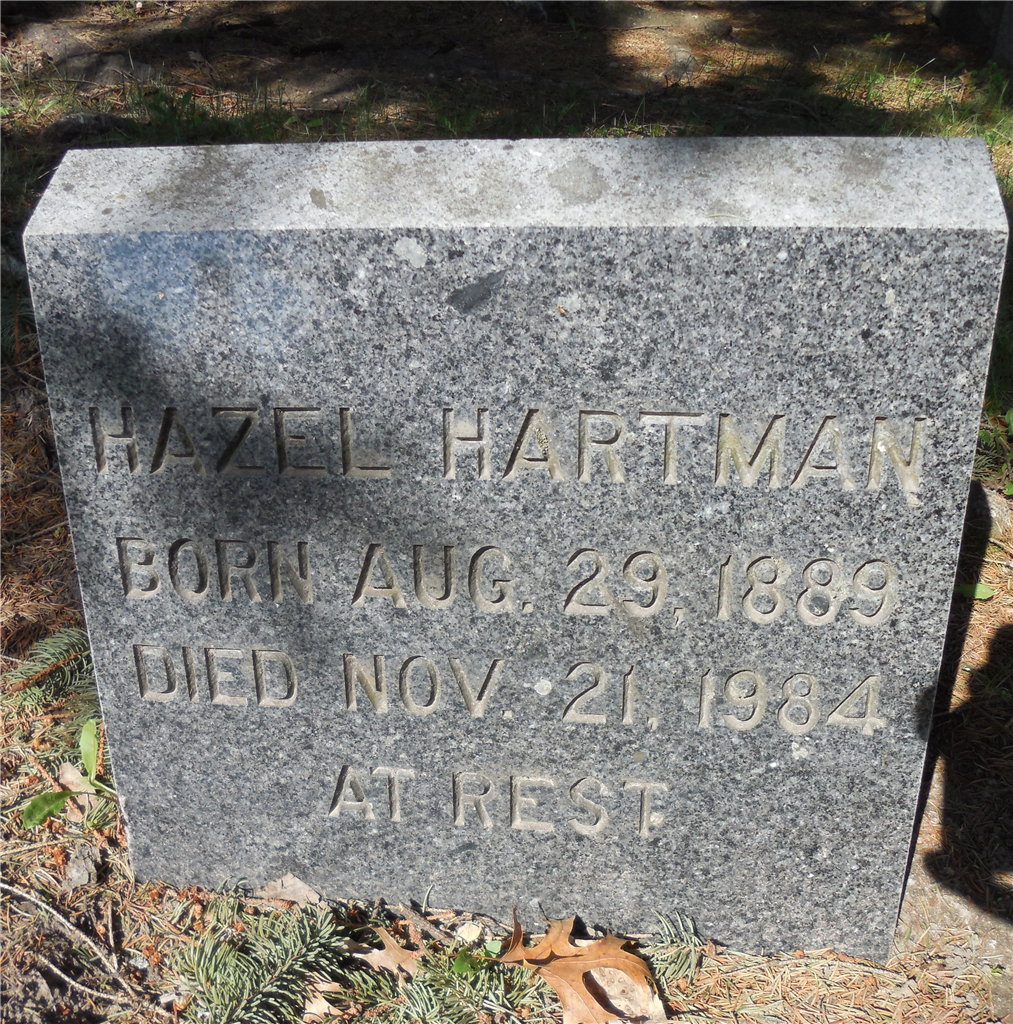 HAZEL HARTMAN
BORN AUG. 29, 1889
DIED NOV. 21, 1984
AT REST